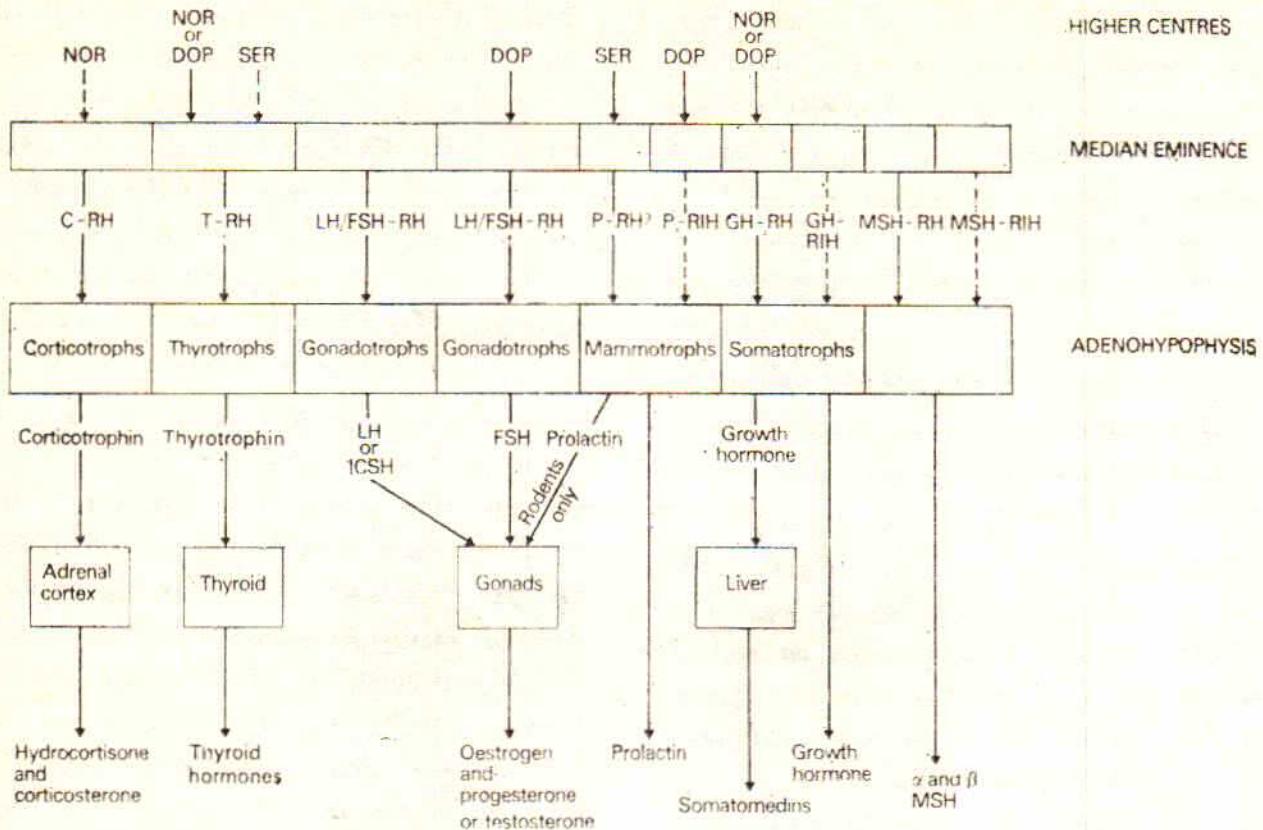 HIGHER CENTRES
NOR
NOR
or
DOP
SER
DOP
SER
DOP
NOR
or
DOP
MEDIAN EMINENCE
C-RH
T-RH
LH/FSH-RH
LH/FSH-RH
P-RH?
P-RIH
GH-RH
GH-
RIH
MSH-RH
MSH-RIH
ADENOHYPOPHYSIS
Corticotrophs
Thyrotrophs
Gonadotrophs
Gonadotrophs
Mammotrophs
Somatotrophs
Corticotrophin
Thyrotrophin
LH
or
ICSH
FSH
Prolactin
Rodents
only
Growth
hormone
Adrenal
cortex
Thyroid
Gonads
Liver
Hydrocortisone
and
corticosterone
Thyroid
hormones
Oestrogen
and
progesterone
or testosterone
Prolactin
Somatomedins
Growth
hormone
α and β
MSH